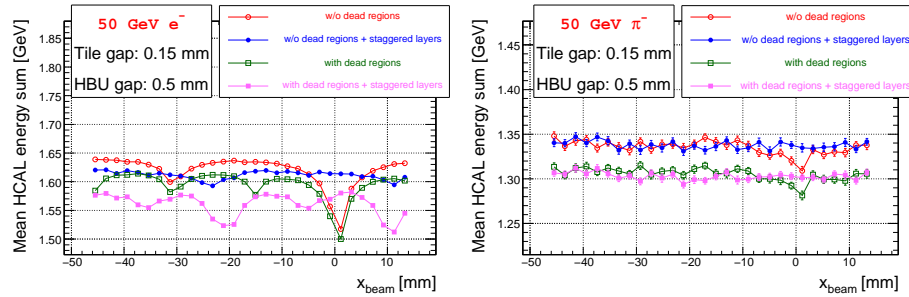 50 GeV e⁻
Tile gap: 0.15 mm
HBU gap: 0.5 mm
w/o dead regions
w/o dead regions + staggered layers
with dead regions
with dead regions + staggered layers
Mean HCAL energy sum [GeV]
1.85
1.80
1.75
1.70
1.65
1.60
1.55
1.50
−50 −40 −30 −20 −10 0 10
x_beam [mm]
50 GeV π⁻
Tile gap: 0.15 mm
HBU gap: 0.5 mm
w/o dead regions
w/o dead regions + staggered layers
with dead regions
with dead regions + staggered layers
Mean HCAL energy sum [GeV]
1.45
1.40
1.35
1.30
1.25
−50 −40 −30 −20 −10 0 10
x_beam [mm]